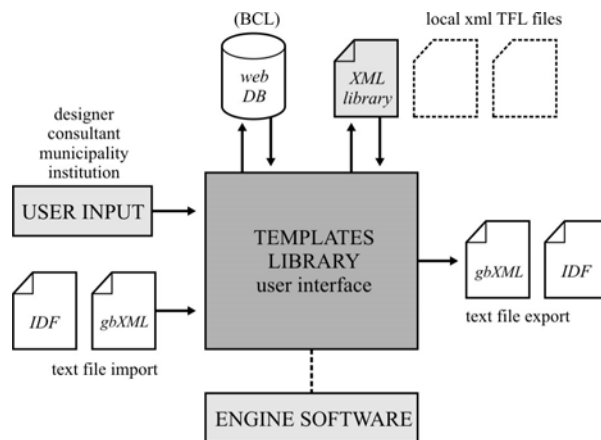 (BCL)
local xml TFL files
web
DB
XML
library
designer
consultant
municipality
institution
USER INPUT
TEMPLATES
LIBRARY
user interface
IDF
gbXML
text file import
gbXML
IDF
text file export
ENGINE SOFTWARE